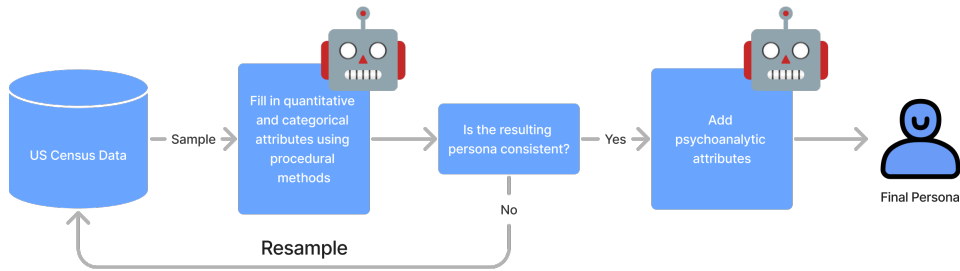 US Census Data
Sample
Fill in quantitative
and categorical
attributes using
procedural
methods
Is the resulting
persona consistent?
Yes
No
Add
psychoanalytic
attributes
Final Persona
Resample